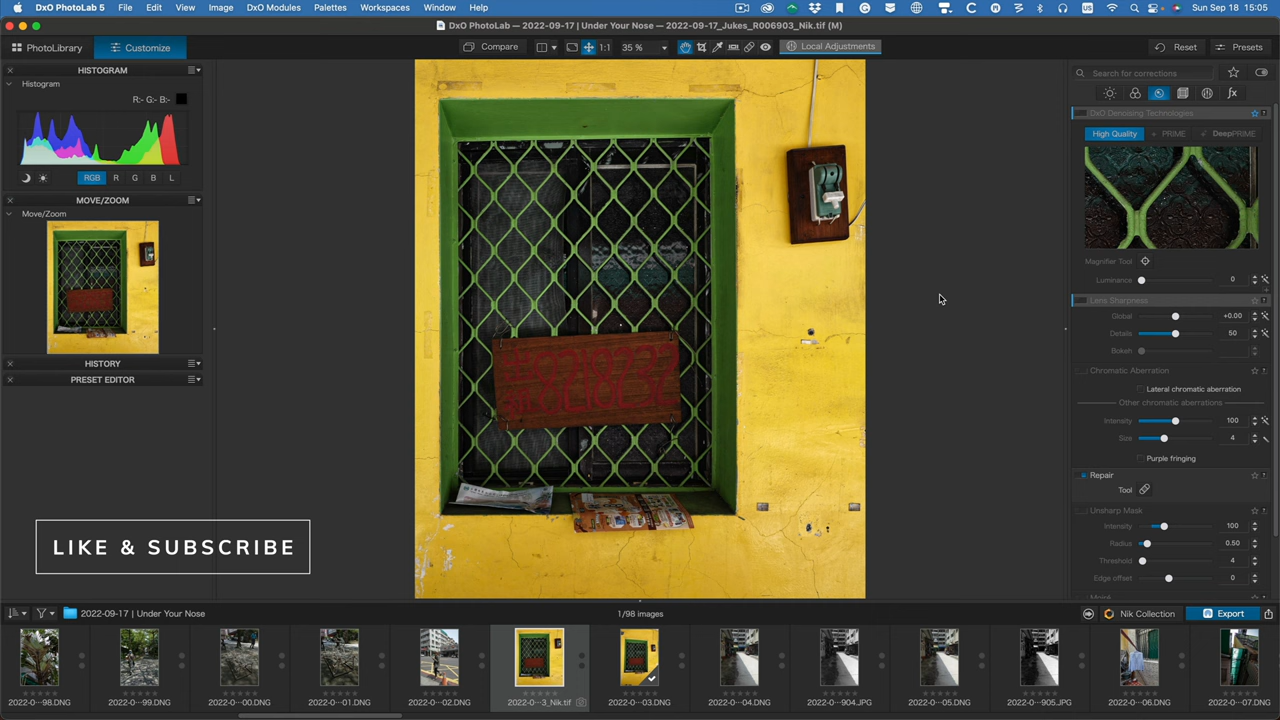 DxO PhotoLab 5 File Edit View Image DxO Modules Palettes Workspaces Window Help Sun Sep 18 15:05
DxO PhotoLab — 2022-09-17 | Under Your Nose — 2022-09-17_Jukes_R006903_Nik.tif (M)
PhotoLibrary Customize Compare 1:1 35 % Local Adjustments Reset Presets
HISTOGRAM
Histogram
R:- G:- B:-
RGB R G B L
MOVE/ZOOM
Move/Zoom
HISTORY
PRESET EDITOR
LIKE & SUBSCRIBE
#8218232
Search for corrections
fx
DxO Denoising Technologies
High Quality PRIME DeepPRIME
Magnifier Tool
Luminance 0
Lens Sharpness
Global +0.00
Details 50
Bokeh
Chromatic Aberration
Lateral chromatic aberration
Other chromatic aberrations
Intensity 100
Size 4
Purple fringing
Repair
Tool
Unsharp Mask
Intensity 100
Radius 0.50
Threshold 4
Edge offset 0
2022-09-17 | Under Your Nose 1/98 images Nik Collection Export
2022-0···98.DNG 2022-0···99.DNG 2022-0···00.DNG 2022-0···01.DNG 2022-0···02.DNG 2022-0···3_Nik.tif 2022-0···03.DNG 2022-0···04.DNG 2022-0···904.JPG 2022-0···05.DNG 2022-0···905.JPG 2022-0···06.DNG 2022-0···07.DNG